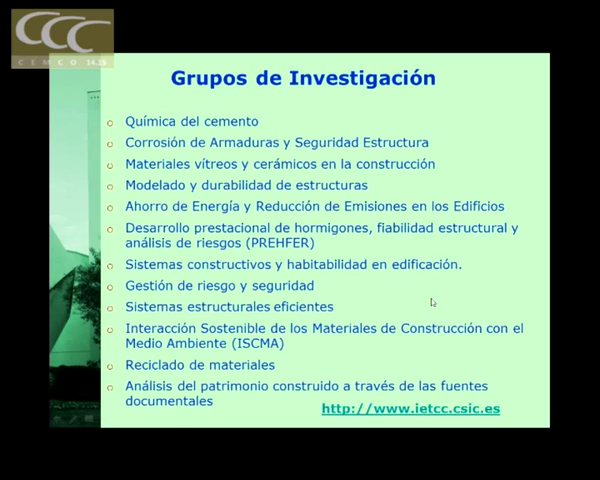 CCC
CEMCO 14.15
Grupos de Investigación
Química del cemento
Corrosión de Armaduras y Seguridad Estructura
Materiales vítreos y cerámicos en la construcción
Modelado y durabilidad de estructuras
Ahorro de Energía y Reducción de Emisiones en los Edificios
Desarrollo prestacional de hormigones, fiabilidad estructural y
análisis de riesgos (PREHFER)
Sistemas constructivos y habitabilidad en edificación.
Gestión de riesgo y seguridad
Sistemas estructurales eficientes
Interacción Sostenible de los Materiales de Construcción con el
Medio Ambiente (ISCMA)
Reciclado de materiales
Análisis del patrimonio construido a través de las fuentes
documentales
http://www.ietcc.csic.es